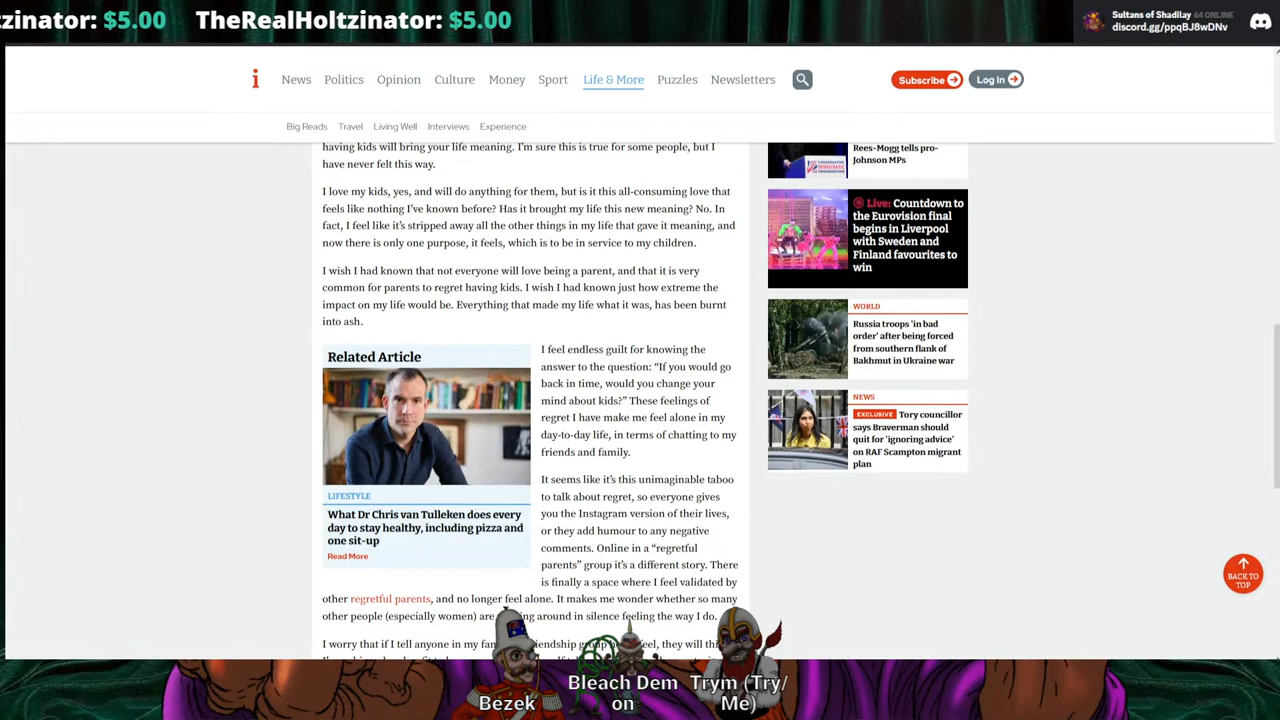 zinator: $5.00 TheRealHoltzinator: $5.00
Sultans of Shadilay 64 ONLINE
discord.gg/ppqBJ8wDNv
i News Politics Opinion Culture Money Sport Life & More Puzzles Newsletters
Subscribe Log In
Big Reads Travel Living Well Interviews Experience
having kids will bring your life meaning. I'm sure this is true for some people, but I
have never felt this way.
I love my kids, yes, and will do anything for them, but is it this all-consuming love that
feels like nothing I've known before? Has it brought my life this new meaning? No. In
fact, I feel like it's stripped away all the other things in my life that gave it meaning, and
now there is only one purpose, it feels, which is to be in service to my children.
I wish I had known that not everyone will love being a parent, and that it is very
common for parents to regret having kids. I wish I had known just how extreme the
impact on my life would be. Everything that made my life what it was, has been burnt
into ash.
Related Article
LIFESTYLE
What Dr Chris van Tulleken does every
day to stay healthy, including pizza and
one sit-up
Read More
I feel endless guilt for knowing the
answer to the question: "If you would go
back in time, would you change your
mind about kids?" These feelings of
regret I have make me feel alone in my
day-to-day life, in terms of chatting to my
friends and family.
It seems like it's this unimaginable taboo
to talk about regret, so everyone gives
you the Instagram version of their lives,
or they add humour to any negative
comments. Online in a "regretful
parents" group it's a different story. There
is finally a space where I feel validated by
other regretful parents, and no longer feel alone. It makes me wonder whether so many
other people (especially women) are ing around in silence feeling the way I do.
I worry that if I tell anyone in my fam endship group feel, they will thi
Rees-Mogg tells pro-
Johnson MPs
Live: Countdown to
the Eurovision final
begins in Liverpool
with Sweden and
Finland favourites to
win
WORLD
Russia troops 'in bad
order' after being forced
from southern flank of
Bakhmut in Ukraine war
NEWS
EXCLUSIVE Tory councillor
says Braverman should
quit for 'ignoring advice'
on RAF Scampton migrant
plan
BACK TO
TOP
Bezek
Bleach Dem
on
Trym (Try/
Me)